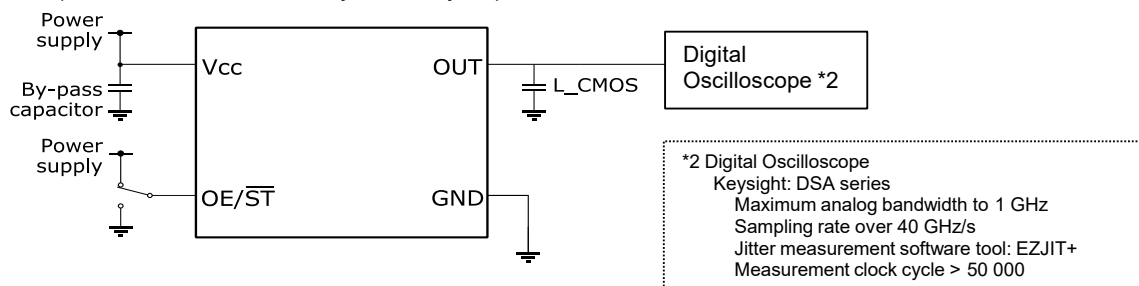 Power
supply
Vcc
By-pass
capacitor
Power
supply
OE/ST
OUT
GND
L_CMOS
Digital
Oscilloscope *2
*2 Digital Oscilloscope
Keysight: DSA series
Maximum analog bandwidth to 1 GHz
Sampling rate over 40 GHz/s
Jitter measurement software tool: EZJIT+
Measurement clock cycle > 50 000